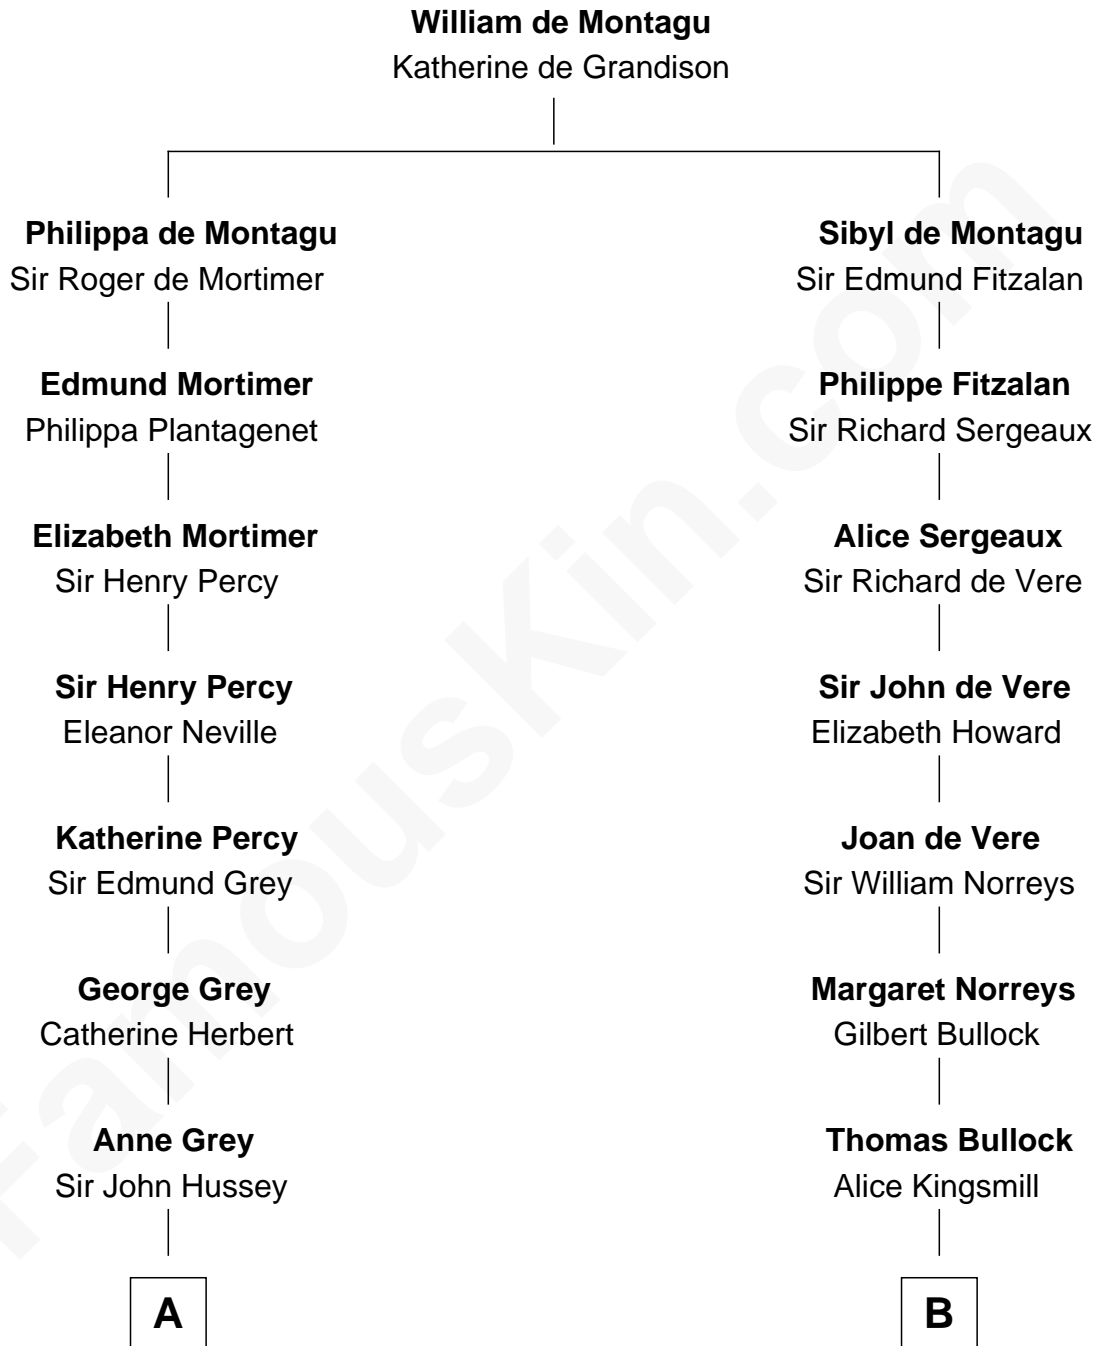 William de Montagu
Katherine de Grandison
Philippa de Montagu
Sir Roger de Mortimer
Sibyl de Montagu
Sir Edmund Fitzalan
Edmund Mortimer
Philippa Plantagenet
Philippe Fitzalan
Sir Richard Sergeaux
Elizabeth Mortimer
Sir Henry Percy
Alice Sergeaux
Sir Richard de Vere
Sir Henry Percy
Eleanor Neville
Sir John de Vere
Elizabeth Howard
Katherine Percy
Sir Edmund Grey
Joan de Vere
Sir William Norreys
George Grey
Catherine Herbert
Margaret Norreys
Gilbert Bullock
Anne Grey
Sir John Hussey
Thomas Bullock
Alice Kingsmill
A
B
FamousKin.com